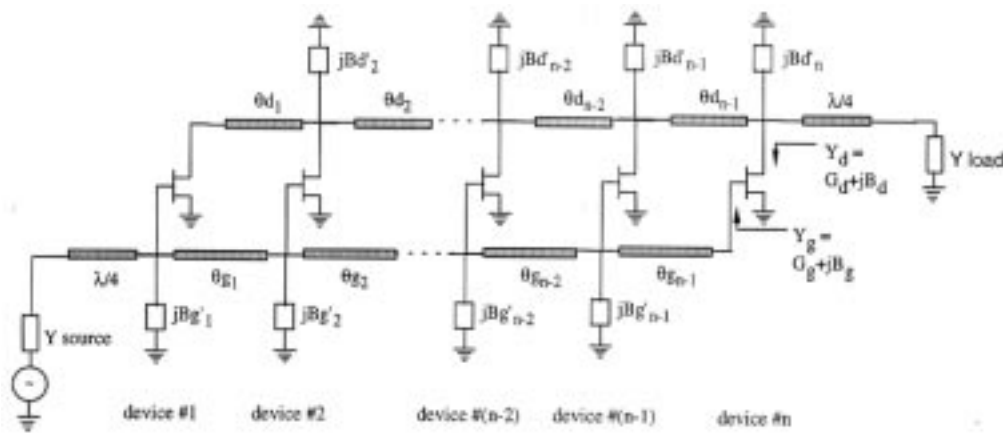 jBd'2
jBd'n-2
jBd'n-1
jBd'n
θd1
θd2
θdn-2
θdn-1
λ/4
Y load
Yd =
Gd+jBd
Yg =
Gg+jBg
λ/4
θg1
θg2
θgn-2
θgn-1
Y source
~
jBg'1
jBg'2
jBg'n-2
jBg'n-1
device #1
device #2
device #(n-2)
device #(n-1)
device #n